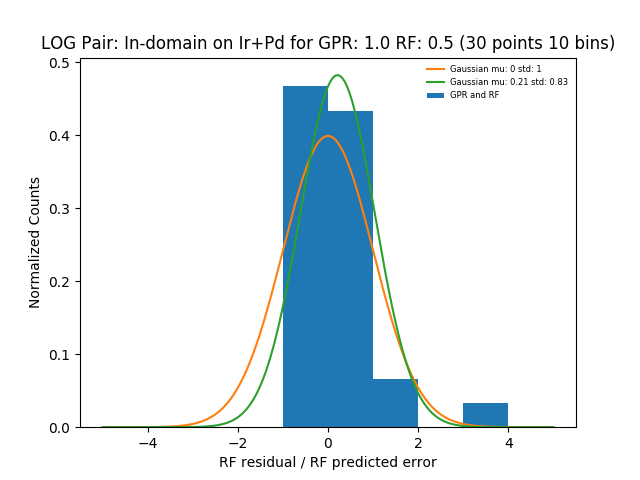 LOG Pair: In-domain on Ir+Pd for GPR: 1.0 RF: 0.5 (30 points 10 bins)
Gaussian mu: 0 std: 1
Gaussian mu: 0.21 std: 0.83
GPR and RF
Normalized Counts
0.5
0.4
0.3
0.2
0.1
0.0
−4
−2
0
2
4
RF residual / RF predicted error